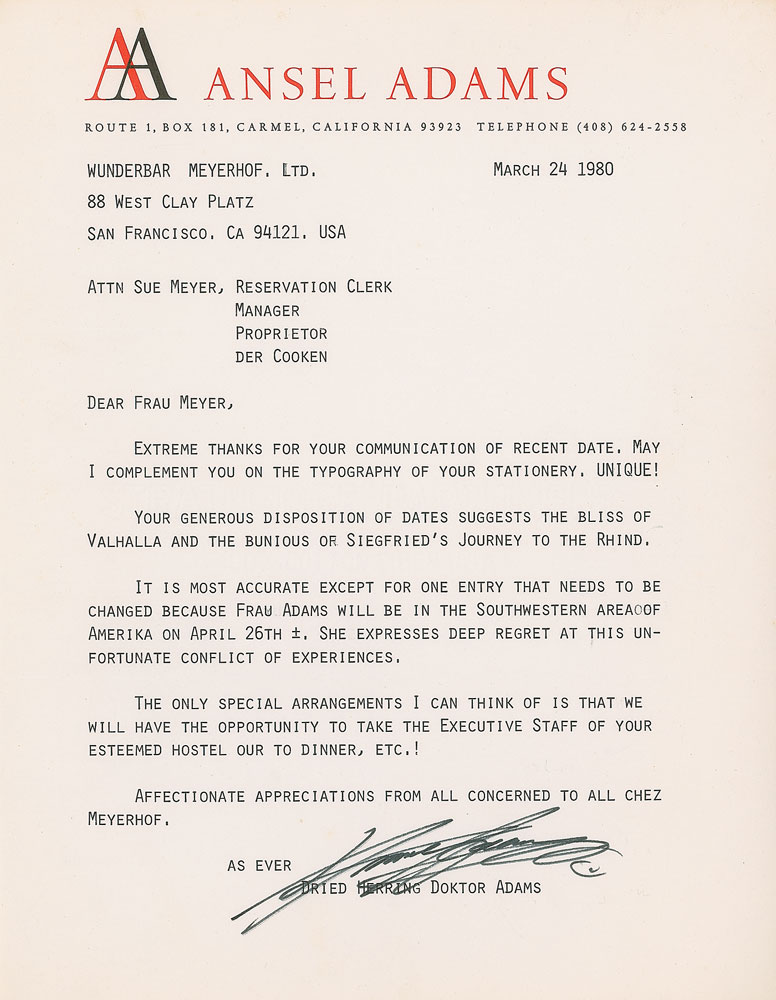 AA ANSEL ADAMS
ROUTE 1, BOX 181, CARMEL, CALIFORNIA 93923 TELEPHONE (408) 624-2558
WUNDERBAR MEYERHOF. LTD. MARCH 24 1980
88 WEST CLAY PLATZ
SAN FRANCISCO. CA 94121. USA
ATTN SUE MEYER, RESERVATION CLERK
MANAGER
PROPRIETOR
DER COOKEN
DEAR FRAU MEYER,
EXTREME THANKS FOR YOUR COMMUNICATION OF RECENT DATE. MAY
I COMPLEMENT YOU ON THE TYPOGRAPHY OF YOUR STATIONERY. UNIQUE!
YOUR GENEROUS DISPOSITION OF DATES SUGGESTS THE BLISS OF
VALHALLA AND THE BUNIOUS OF SIEGFRIED'S JOURNEY TO THE RHIND.
IT IS MOST ACCURATE EXCEPT FOR ONE ENTRY THAT NEEDS TO BE
CHANGED BECAUSE FRAU ADAMS WILL BE IN THE SOUTHWESTERN AREAOOF
AMERIKA ON APRIL 26TH ±. SHE EXPRESSES DEEP REGRET AT THIS UN-
FORTUNATE CONFLICT OF EXPERIENCES.
THE ONLY SPECIAL ARRANGEMENTS I CAN THINK OF IS THAT WE
WILL HAVE THE OPPORTUNITY TO TAKE THE EXECUTIVE STAFF OF YOUR
ESTEEMED HOSTEL OUR TO DINNER, ETC.!
AFFECTIONATE APPRECIATIONS FROM ALL CONCERNED TO ALL CHEZ
MEYERHOF.
AS EVER
DRIED HERRING DOKTOR ADAMS